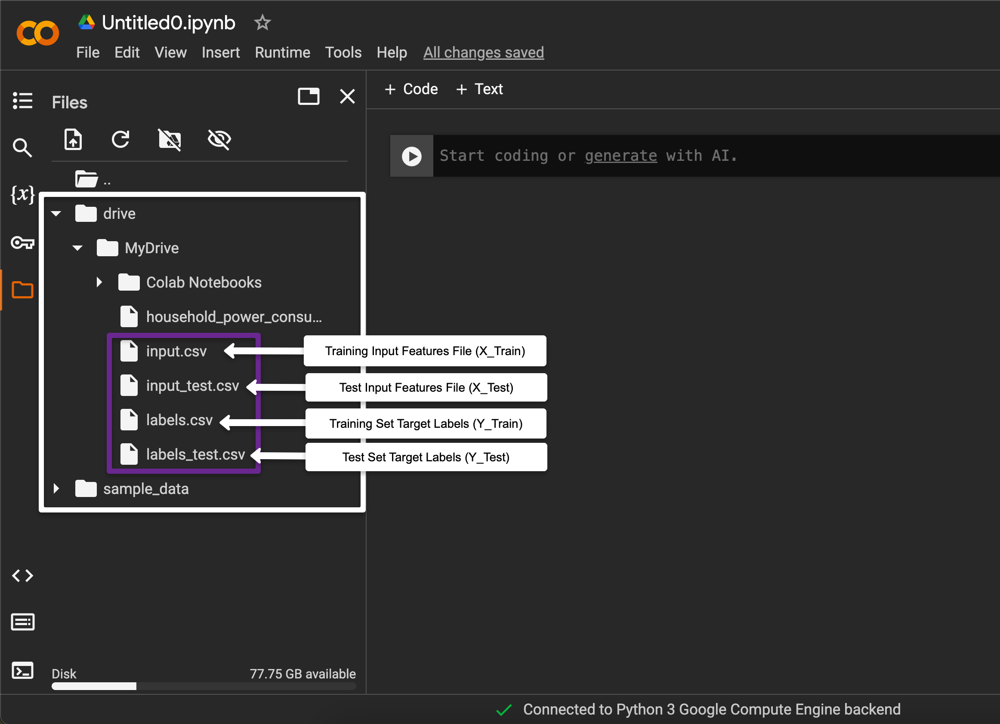 Untitled0.ipynb
File Edit View Insert Runtime Tools Help All changes saved
Files
+ Code + Text
Start coding or generate with AI.
..
{x}
drive
MyDrive
Colab Notebooks
household_power_consu...
input.csv
Training Input Features File (X_Train)
input_test.csv
Test Input Features File (X_Test)
labels.csv
Training Set Target Labels (Y_Train)
labels_test.csv
Test Set Target Labels (Y_Test)
sample_data
Disk 77.75 GB available
Connected to Python 3 Google Compute Engine backend